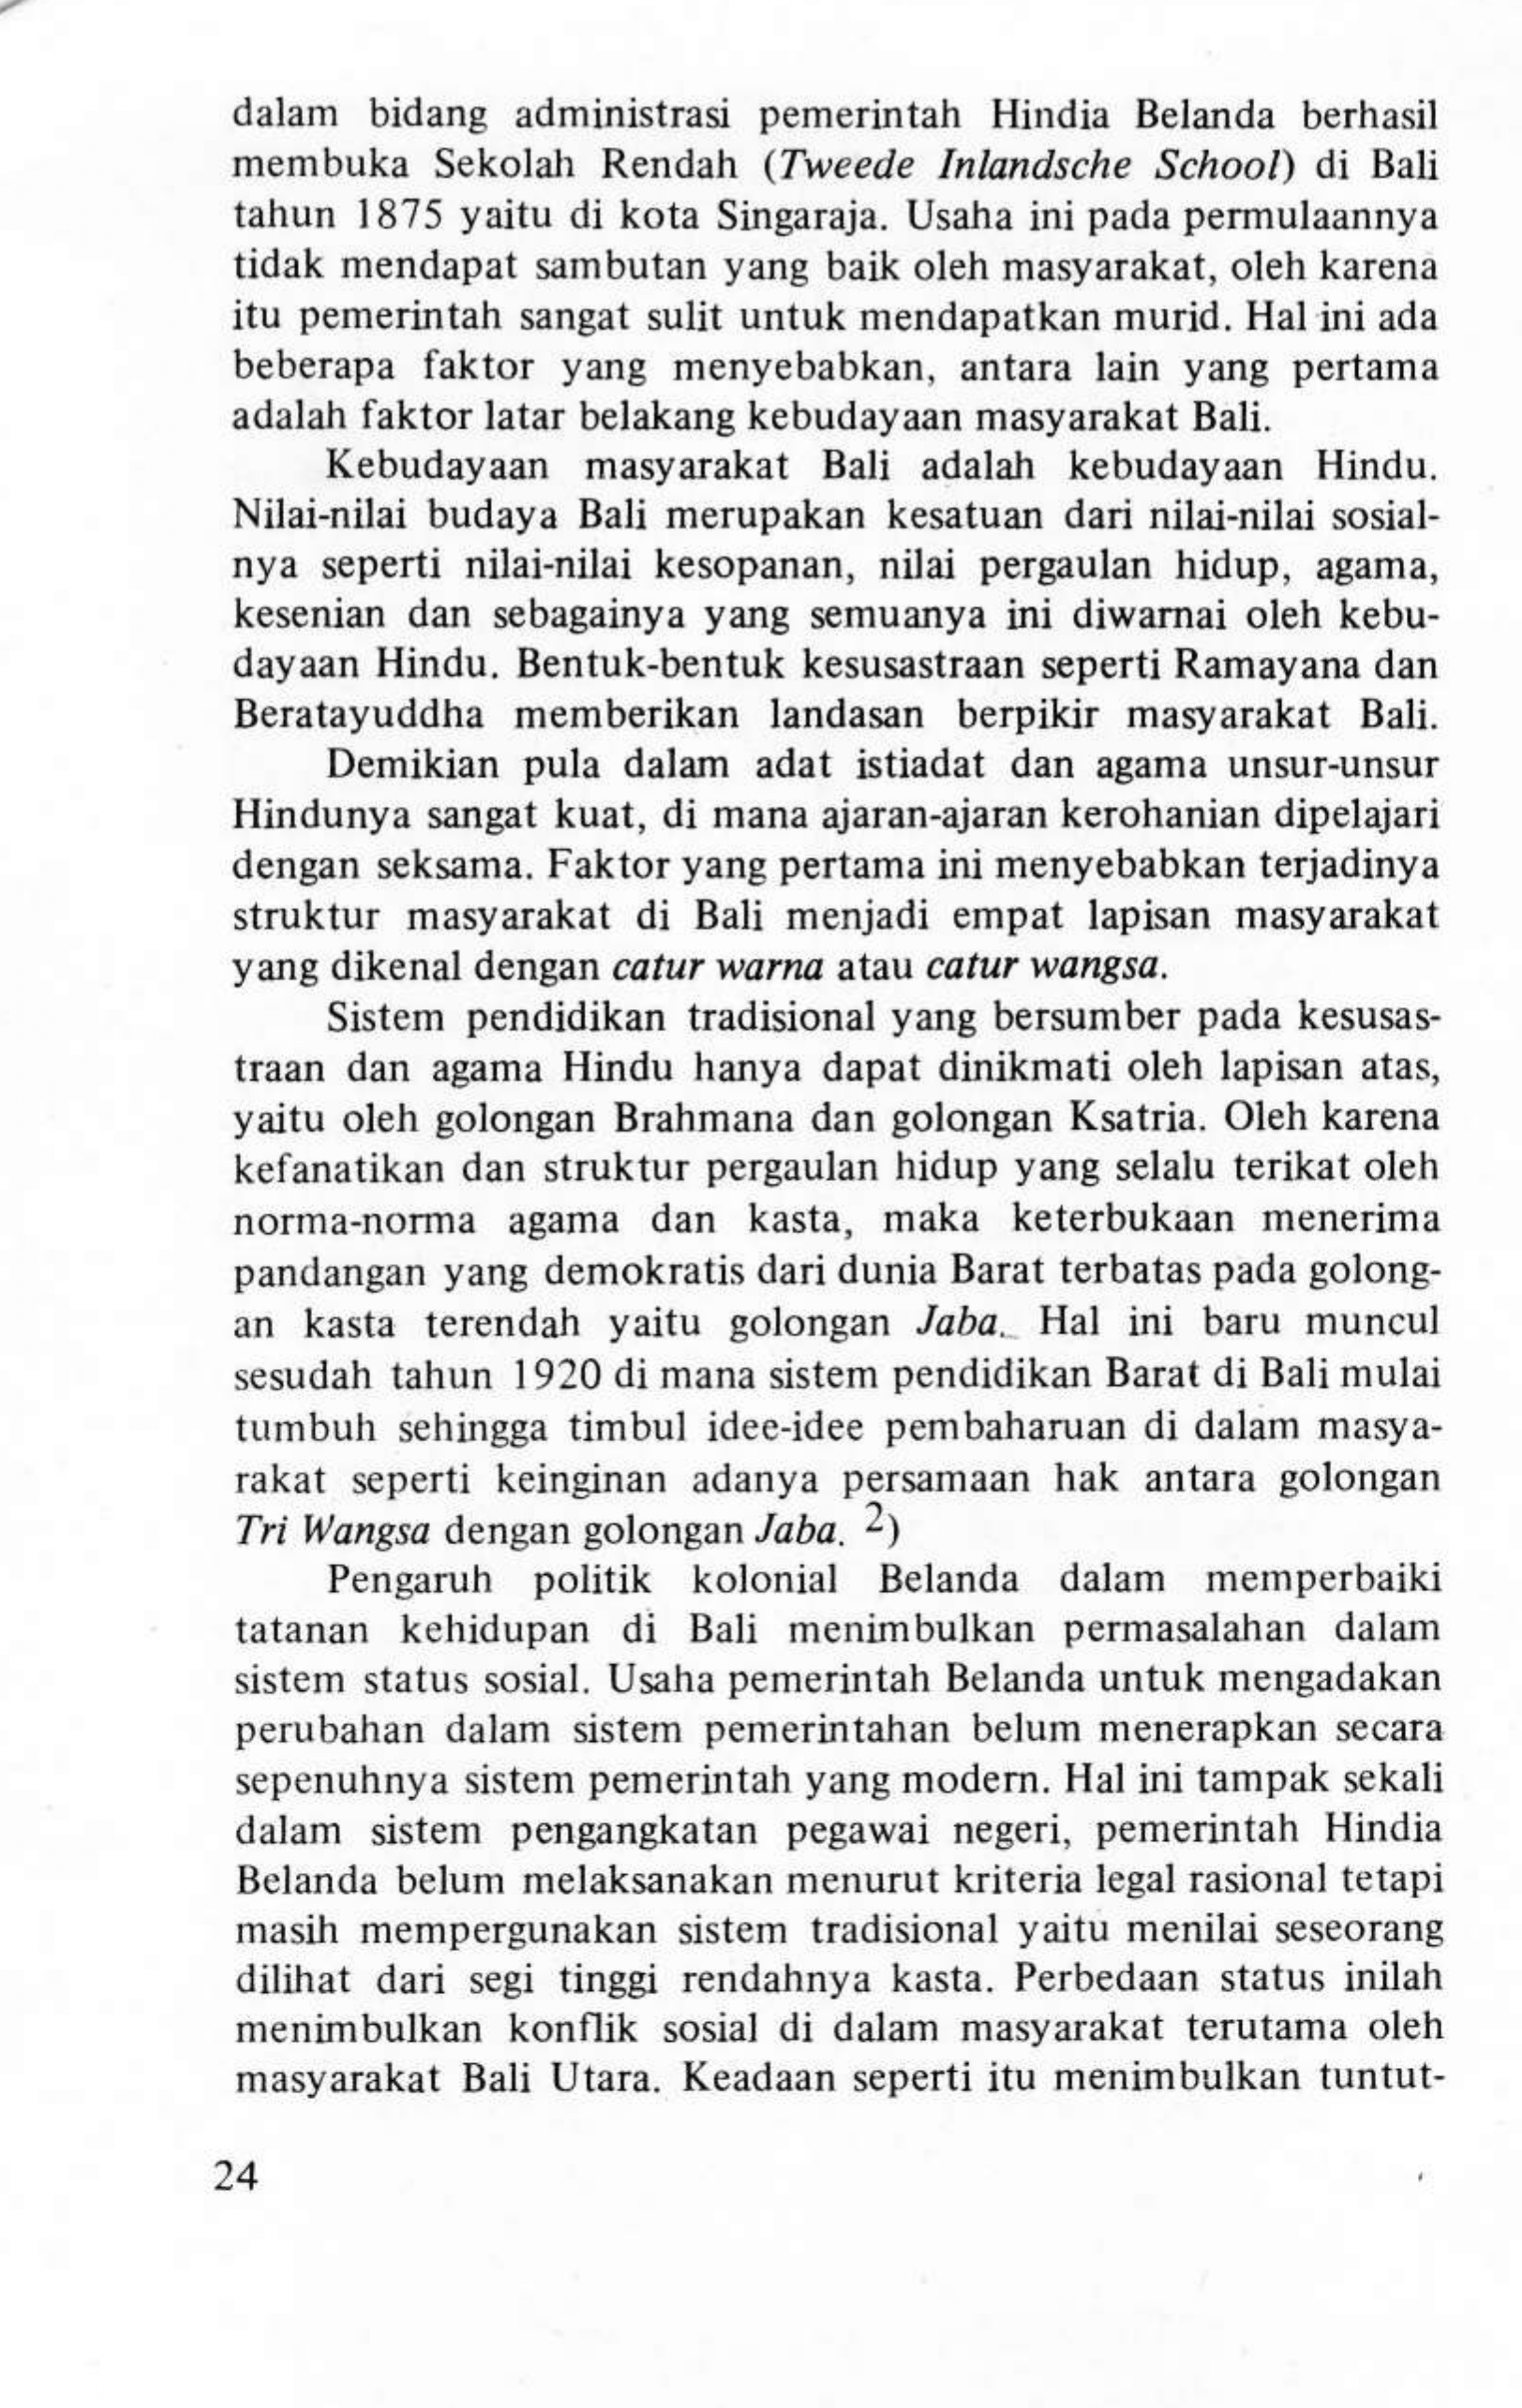 dalam bidang administrasi pemerintah Hindia Belanda berhasil
membuka Sekolah Rendah (Tweede Inlandsche School) di Bali
tahun 1875 yaitu di kota Singaraja. Usaha ini pada permulaannya
tidak mendapat sambutan yang baik oleh masyarakat, oleh karena
itu pemerintah sangat sulit untuk mendapatkan murid. Hal ini ada
beberapa faktor yang menyebabkan, antara lain yang pertama
adalah faktor latar belakang kebudayaan masyarakat Bali.
Kebudayaan masyarakat Bali adalah kebudayaan Hindu.
Nilai-nilai budaya Bali merupakan kesatuan dari nilai-nilai sosial-
nya seperti nilai-nilai kesopanan, nilai pergaulan hidup, agama,
kesenian dan sebagainya yang semuanya ini diwarnai oleh kebu-
dayaan Hindu. Bentuk-bentuk kesusastraan seperti Ramayana dan
Beratayuddha memberikan landasan berpikir masyarakat Bali.
Demikian pula dalam adat istiadat dan agama unsur-unsur
Hindunya sangat kuat, di mana ajaran-ajaran kerohanian dipelajari
dengan seksama. Faktor yang pertama ini menyebabkan terjadinya
struktur masyarakat di Bali menjadi empat lapisan masyarakat
yang dikenal dengan catur warna atau catur wangsa.
Sistem pendidikan tradisional yang bersumber pada kesusas-
traan dan agama Hindu hanya dapat dinikmati oleh lapisan atas,
yaitu oleh golongan Brahmana dan golongan Ksatria. Oleh karena
kefanatikan dan struktur pergaulan hidup yang selalu terikat oleh
norma-norma agama dan kasta, maka keterbukaan menerima
pandangan yang demokratis dari dunia Barat terbatas pada golong-
an kasta terendah yaitu golongan Jaba. Hal ini baru muncul
sesudah tahun 1920 di mana sistem pendidikan Barat di Bali mulai
tumbuh sehingga timbul idee-idee pembaharuan di dalam masya-
rakat seperti keinginan adanya persamaan hak antara golongan
Tri Wangsa dengan golongan Jaba. 2)
Pengaruh politik kolonial Belanda dalam memperbaiki
tatanan kehidupan di Bali menimbulkan permasalahan dalam
sistem status sosial. Usaha pemerintah Belanda untuk mengadakan
perubahan dalam sistem pemerintahan belum menerapkan secara
sepenuhnya sistem pemerintah yang modern. Hal ini tampak sekali
dalam sistem pengangkatan pegawai negeri, pemerintah Hindia
Belanda belum melaksanakan menurut kriteria legal rasional tetapi
masih mempergunakan sistem tradisional yaitu menilai seseorang
dilihat dari segi tinggi rendahnya kasta. Perbedaan status inilah
menimbulkan konflik sosial di dalam masyarakat terutama oleh
masyarakat Bali Utara. Keadaan seperti itu menimbulkan tuntut-
24